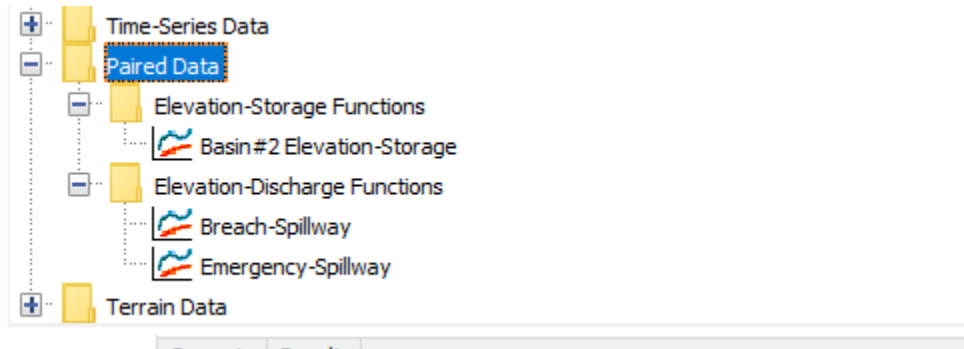 Time-Series Data
Paired Data
Elevation-Storage Functions
Basin#2 Elevation-Storage
Elevation-Discharge Functions
Breach-Spillway
Emergency-Spillway
Terrain Data